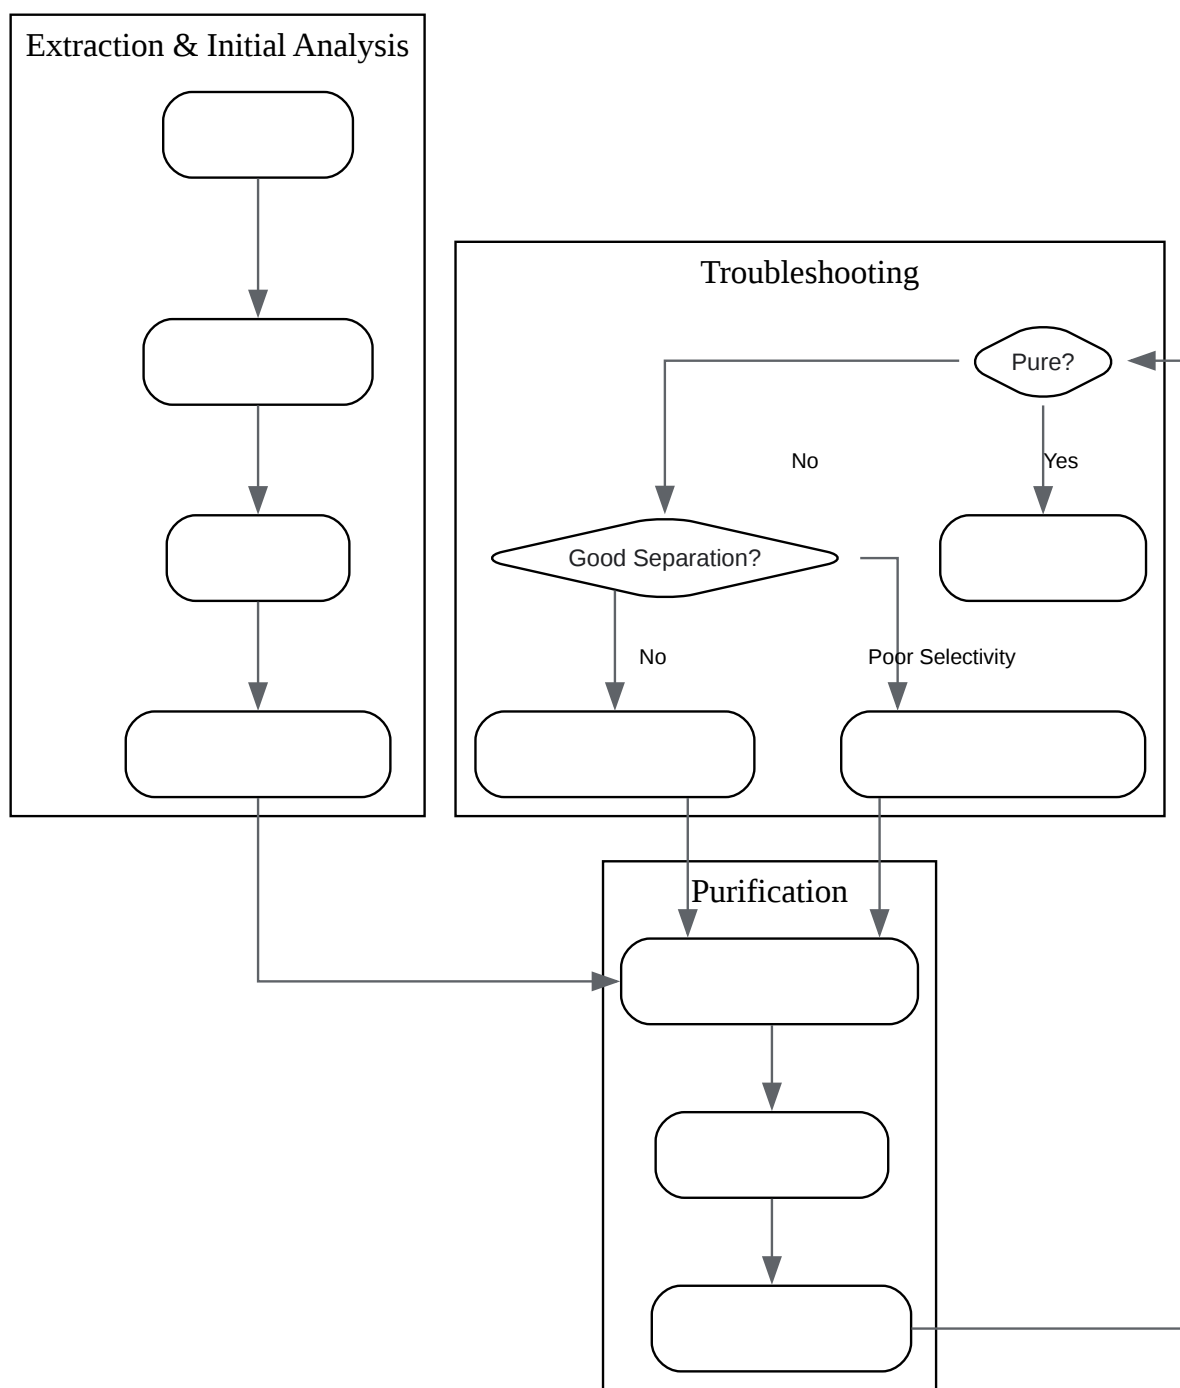 Extraction & Initial Analysis
Troubleshooting
Pure?
No
Yes
Good Separation?
No
Poor Selectivity
Purification